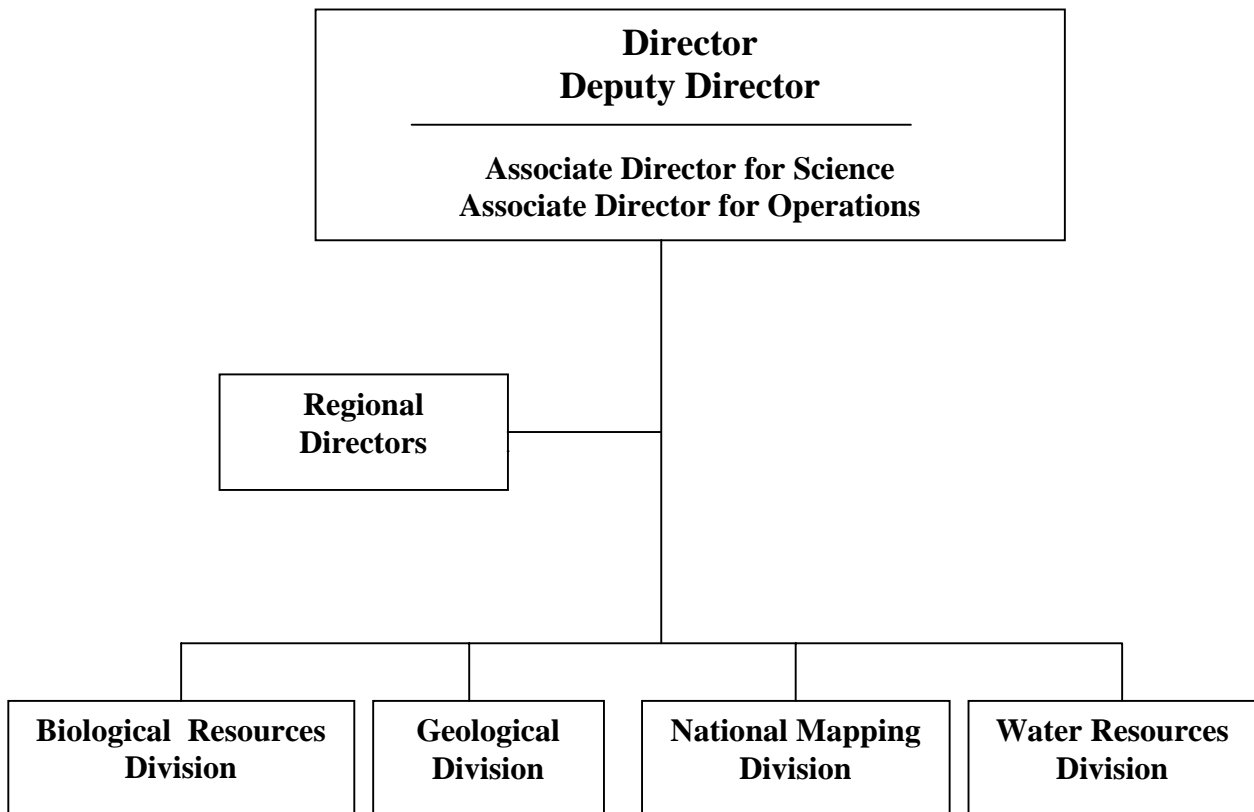 Director
Deputy Director
Associate Director for Science
Associate Director for Operations
Regional
Directors
Biological Resources
Division
Geological
Division
National Mapping
Division
Water Resources
Division